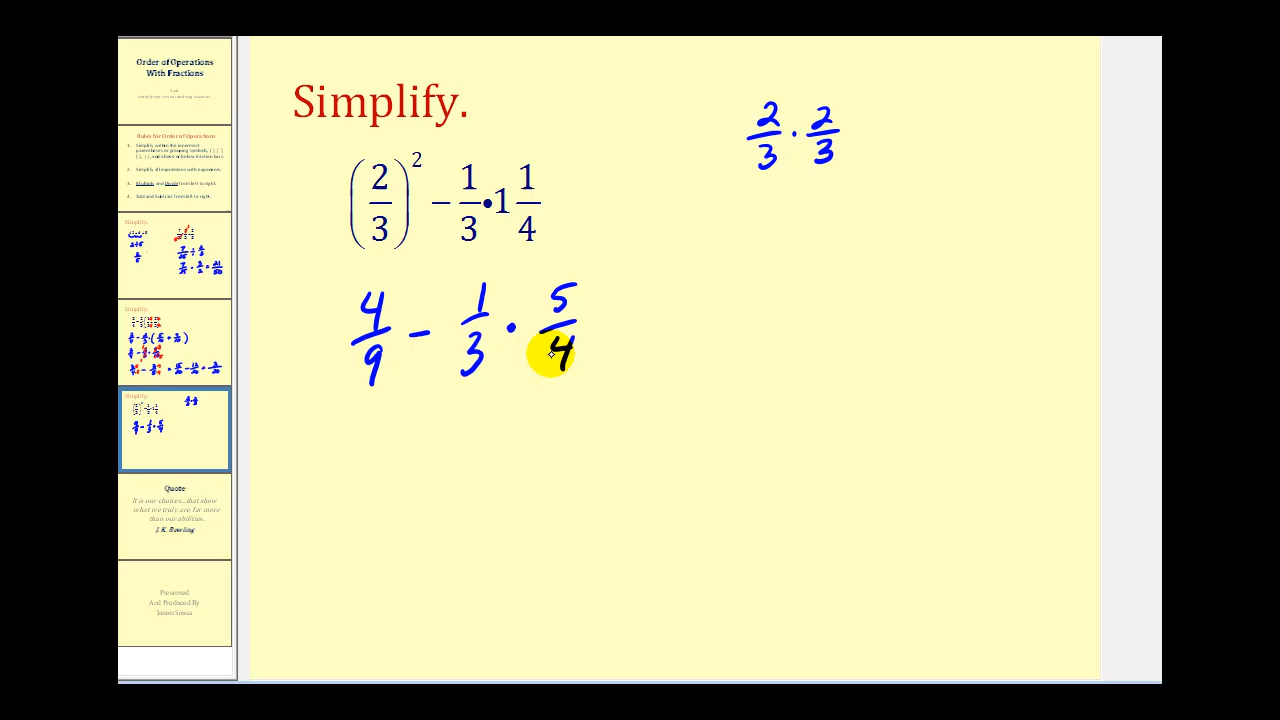 Order of Operations
With Fractions
Rules for Order of Operations
Simplify.
Simplify.
Simplify.
Quote
It is our choices...that show
what we truly are, far more
than our abilities.
J. K. Rowling
Presented
And Produced By
James Sousa
Simplify.
(2/3)² − 1/3 • 1 1/4
2/3 · 2/3
4/9 − 1/3 · 5/4